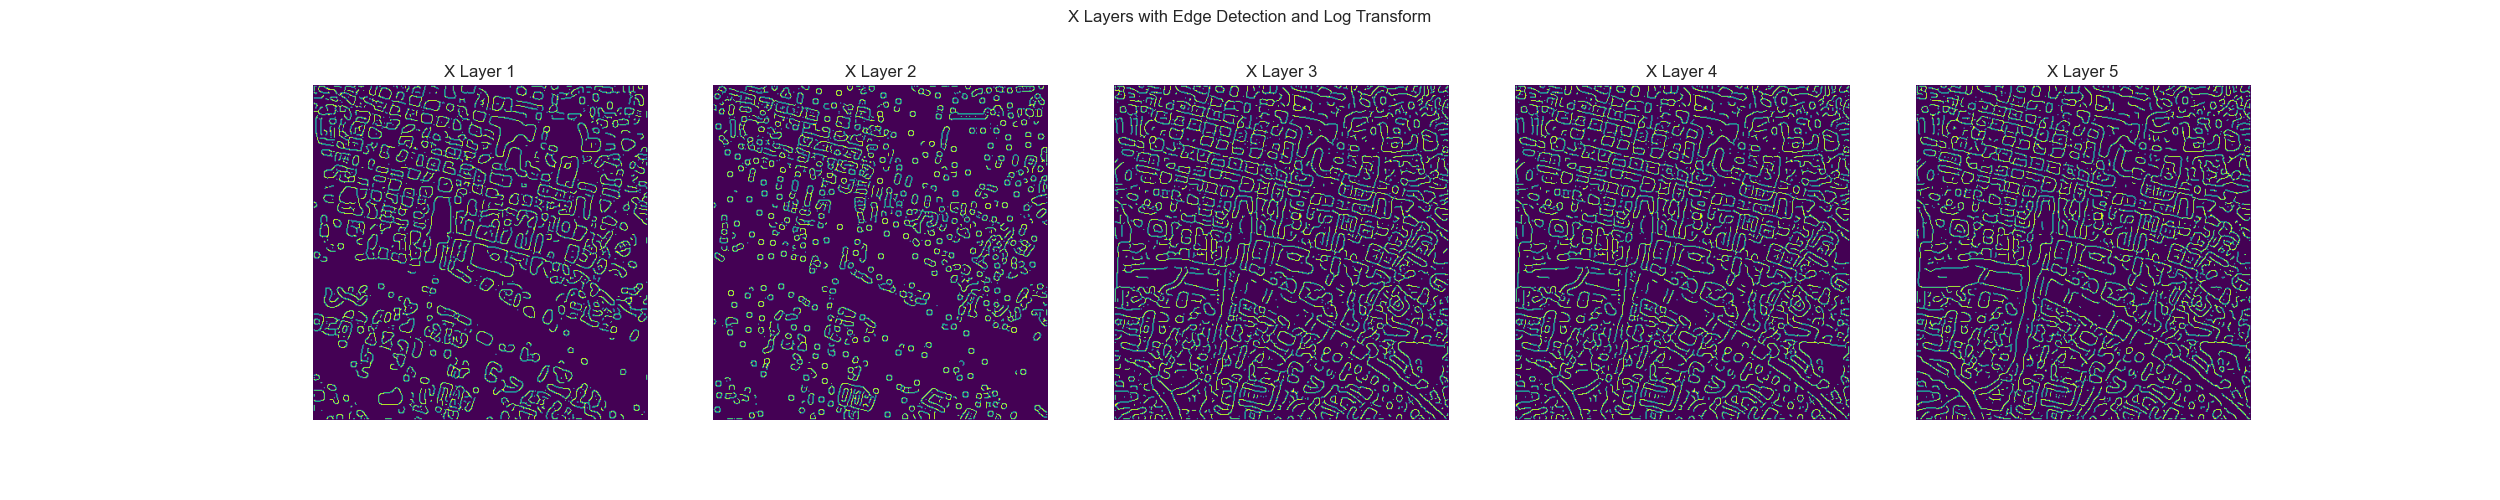 X Layers with Edge Detection and Log Transform
X Layer 1
X Layer 2
X Layer 3
X Layer 4
X Layer 5